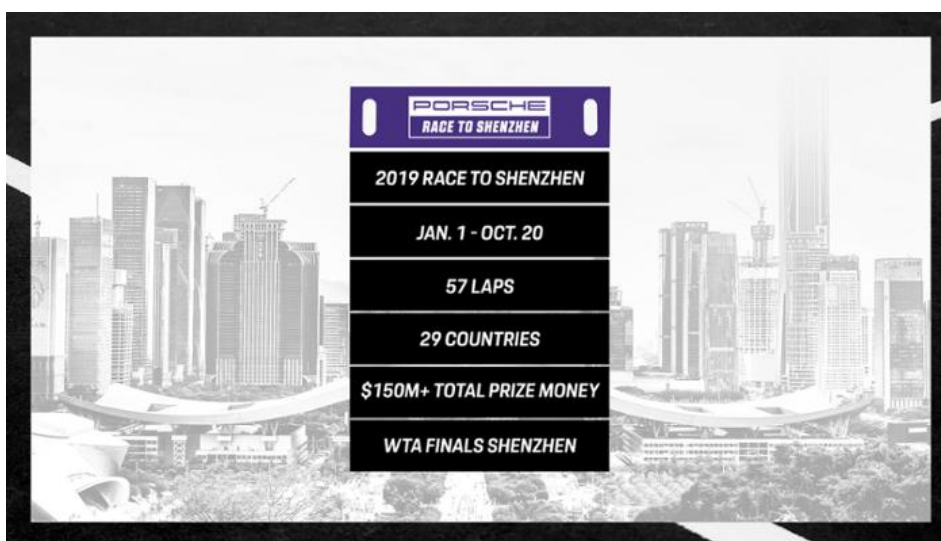 PORSCHE
RACE TO SHENZHEN
2019 RACE TO SHENZHEN
JAN. 1 - OCT. 20
57 LAPS
29 COUNTRIES
$150M+ TOTAL PRIZE MONEY
WTA FINALS SHENZHEN